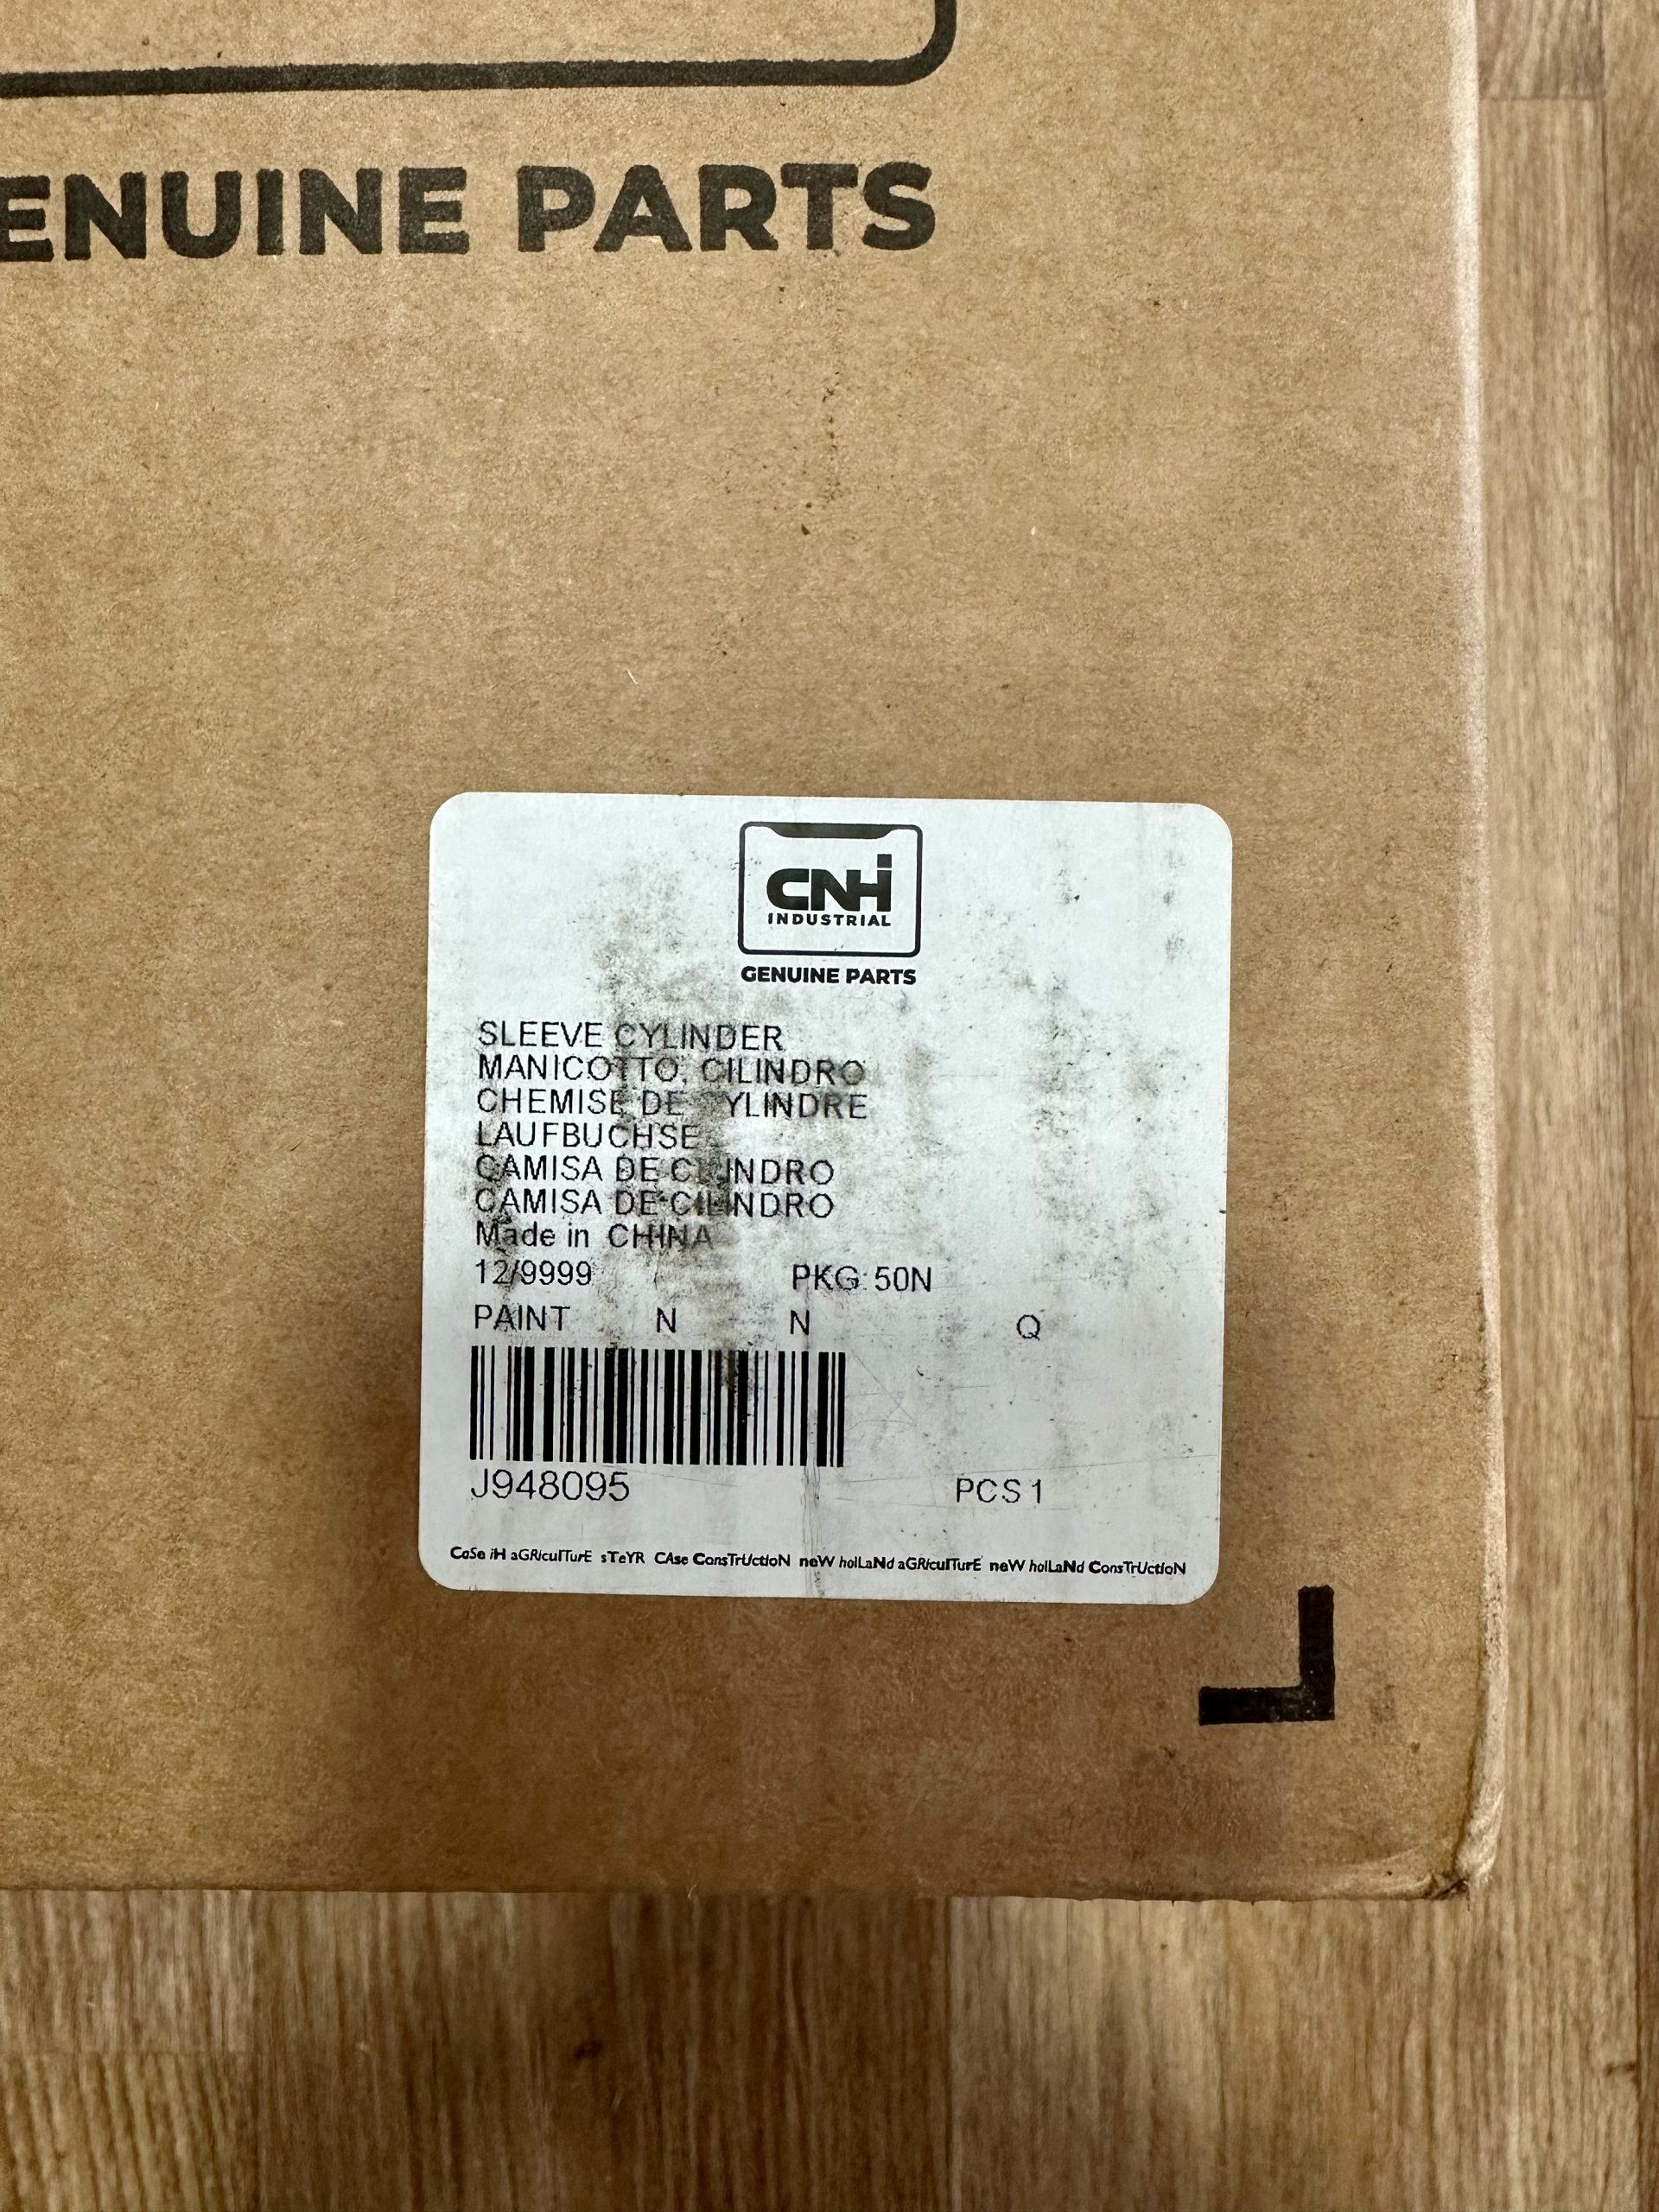 ENUINE PARTS
CNH
INDUSTRIAL
GENUINE PARTS
SLEEVE CYLINDER
MANICOTTO, CILINDRO
CHEMISE DE CYLINDRE
LAUFBUCHSE
CAMISA DE CILINDRO
CAMISA DE CILINDRO
Made in CHINA
12/9999 PKG 50N
PAINT N N Q
J948095 PCS 1
CaSe iH aGRiculTurE sTeYR CAse ConsTrUctioN neW holLaNd aGRicuiTurE neW holLaNd ConsTrUctioN